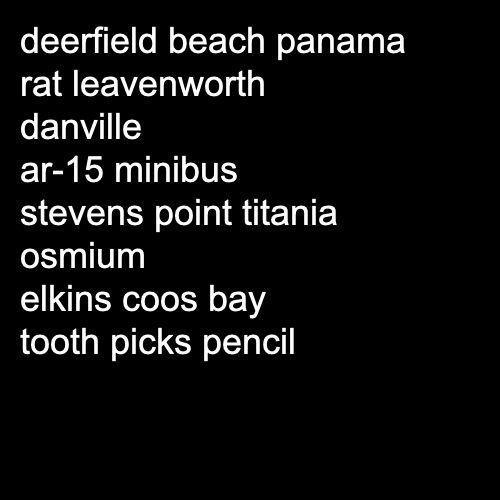 deerfield beach panama
rat leavenworth
danville
ar-15 minibus
stevens point titania
osmium
elkins coos bay
tooth picks pencil